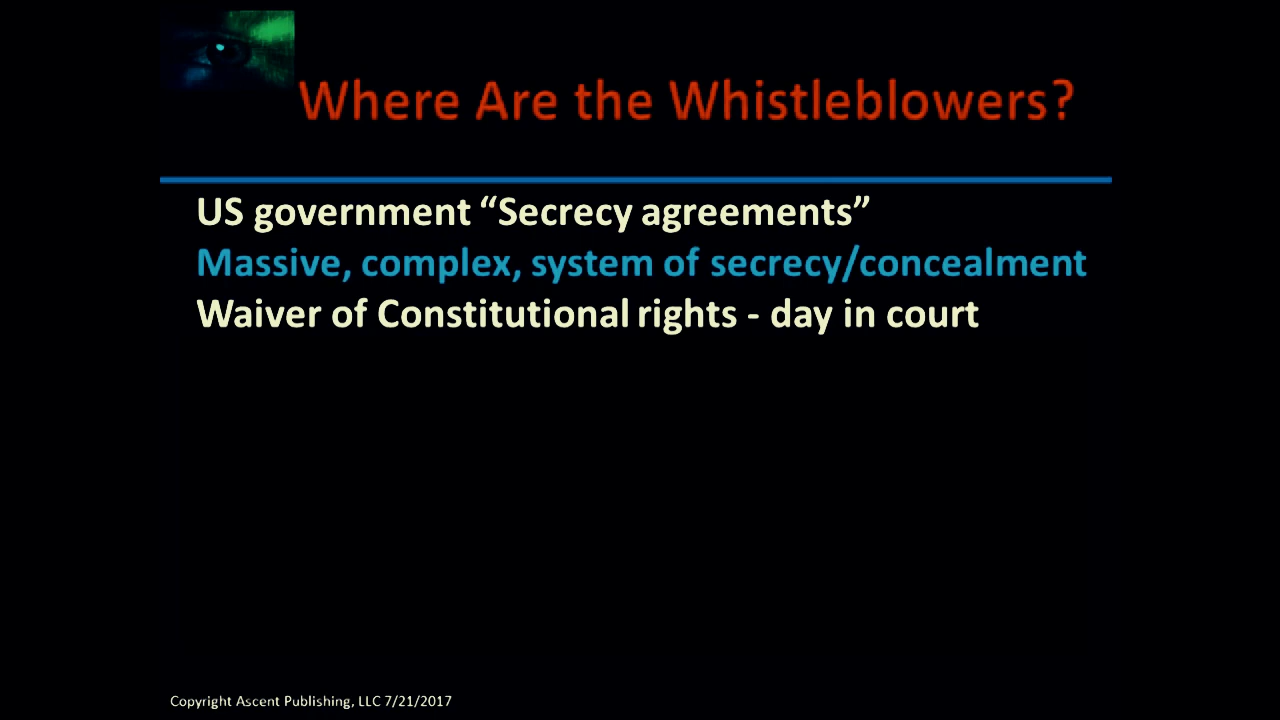 Where Are the Whistleblowers?
US government “Secrecy agreements”
Massive, complex, system of secrecy/concealment
Waiver of Constitutional rights - day in court
Copyright Ascent Publishing, LLC 7/21/2017